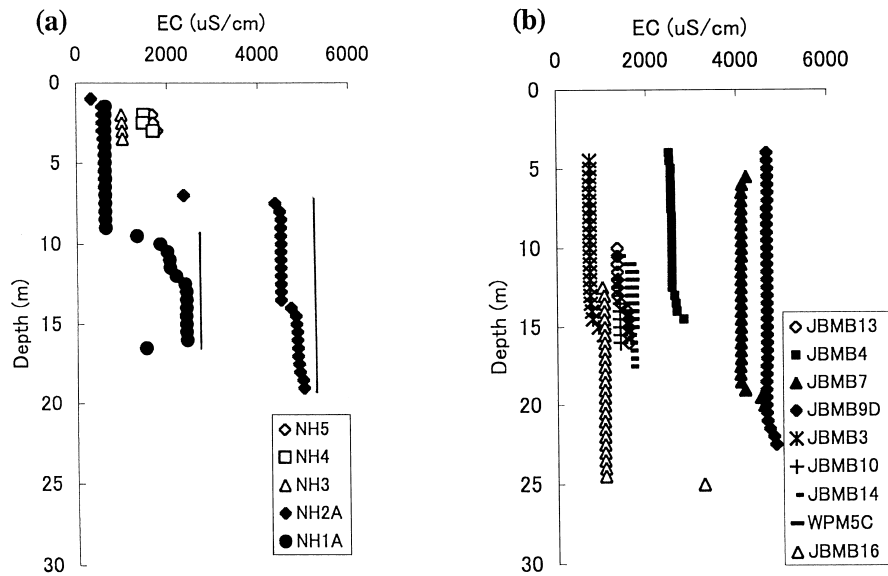 (a)
EC (uS/cm)
0 2000 4000 6000
0
5
10
15
20
25
30
Depth (m)
NH5
NH4
NH3
NH2A
NH1A
(b)
EC (uS/cm)
0 2000 4000 6000
0
5
10
15
20
25
30
Depth (m)
JBMB13
JBMB4
JBMB7
JBMB9D
JBMB3
JBMB10
JBMB14
WPM5C
JBMB16